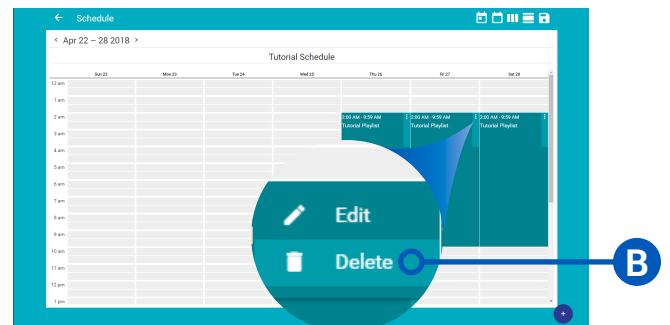 Schedule
Apr 22 – 28 2018
Tutorial Schedule
Sun 22 Mon 23 Tue 24 Wed 25 Thu 26 Fri 27 Sat 28
12 am
1 am
2 am
2:00 AM - 9:59 AM 2:00 AM - 9:59 AM 2:00 AM - 9:59 AM
Tutorial Playlist Tutorial Playlist Tutorial Playlist
3 am
4 am
5 am
6 am
7 am
8 am
9 am
10 am
11 am
12 pm
1 pm
Edit
Delete
B
+